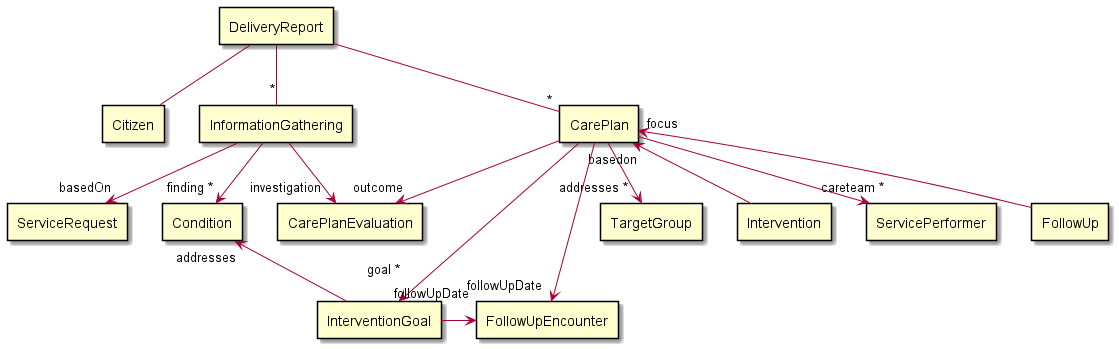 DeliveryReport
*
*
Citizen
InformationGathering
CarePlan
focus
basedon
basedOn
finding *
investigation
outcome
addresses *
careteam *
ServiceRequest
Condition
CarePlanEvaluation
TargetGroup
Intervention
ServicePerformer
FollowUp
addresses
goal *
followUpDate
followUpDate
InterventionGoal
FollowUpEncounter